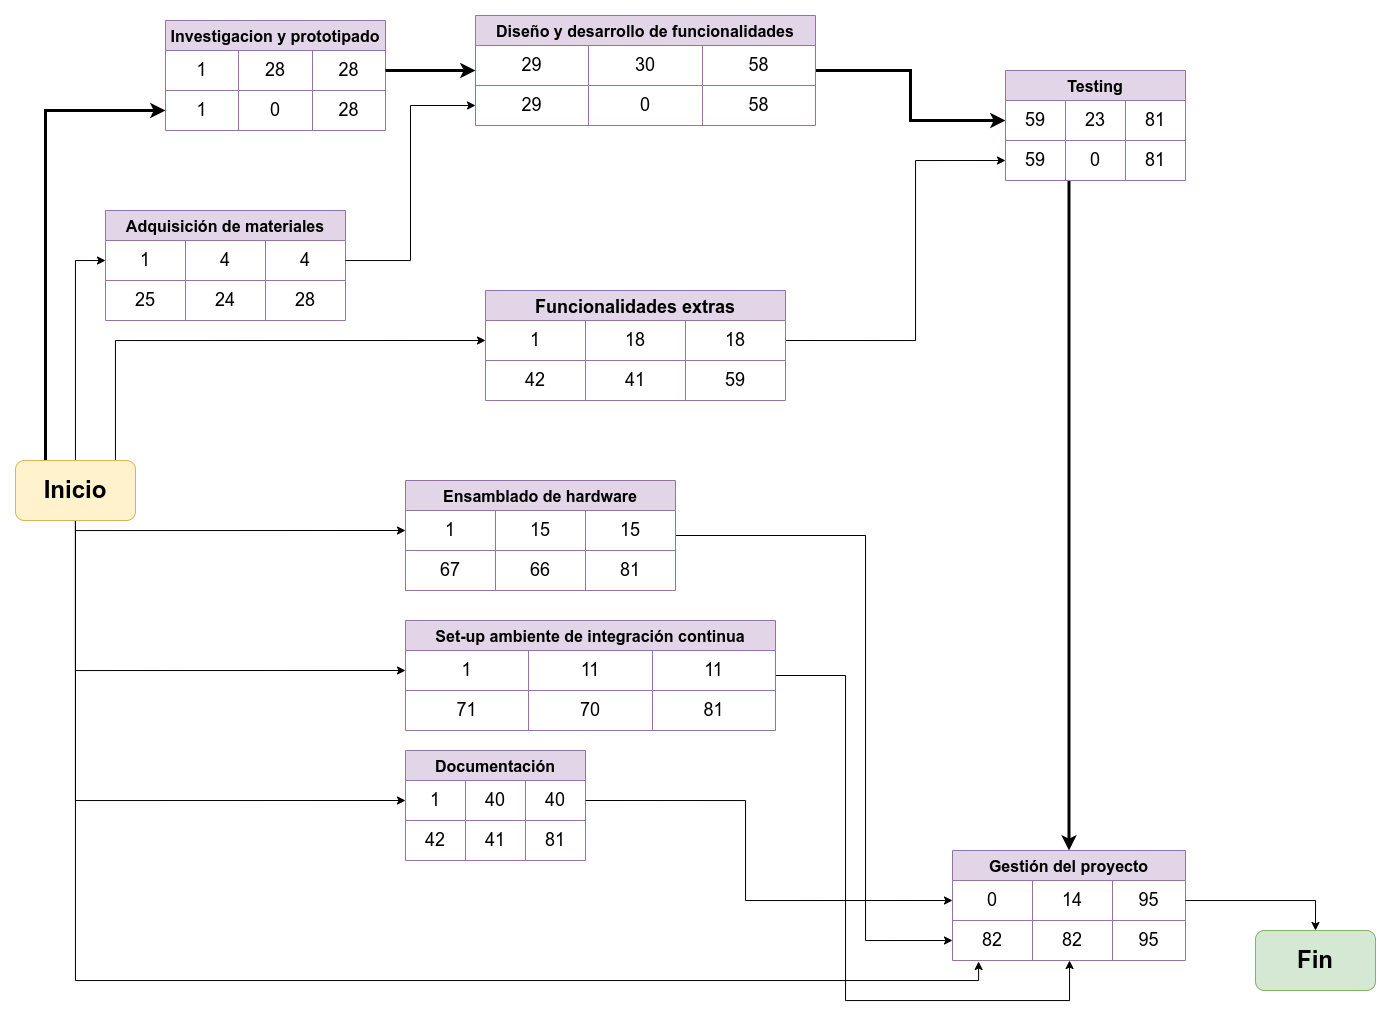 Investigacion y prototipado
1 28 28
1 0 28
Diseño y desarrollo de funcionalidades
29 30 58
29 0 58
Testing
59 23 81
59 0 81
Adquisición de materiales
1 4 4
25 24 28
Funcionalidades extras
1 18 18
42 41 59
Inicio
Ensamblado de hardware
1 15 15
67 66 81
Set-up ambiente de integración continua
1 11 11
71 70 81
Documentación
1 40 40
42 41 81
Gestión del proyecto
0 14 95
82 82 95
Fin